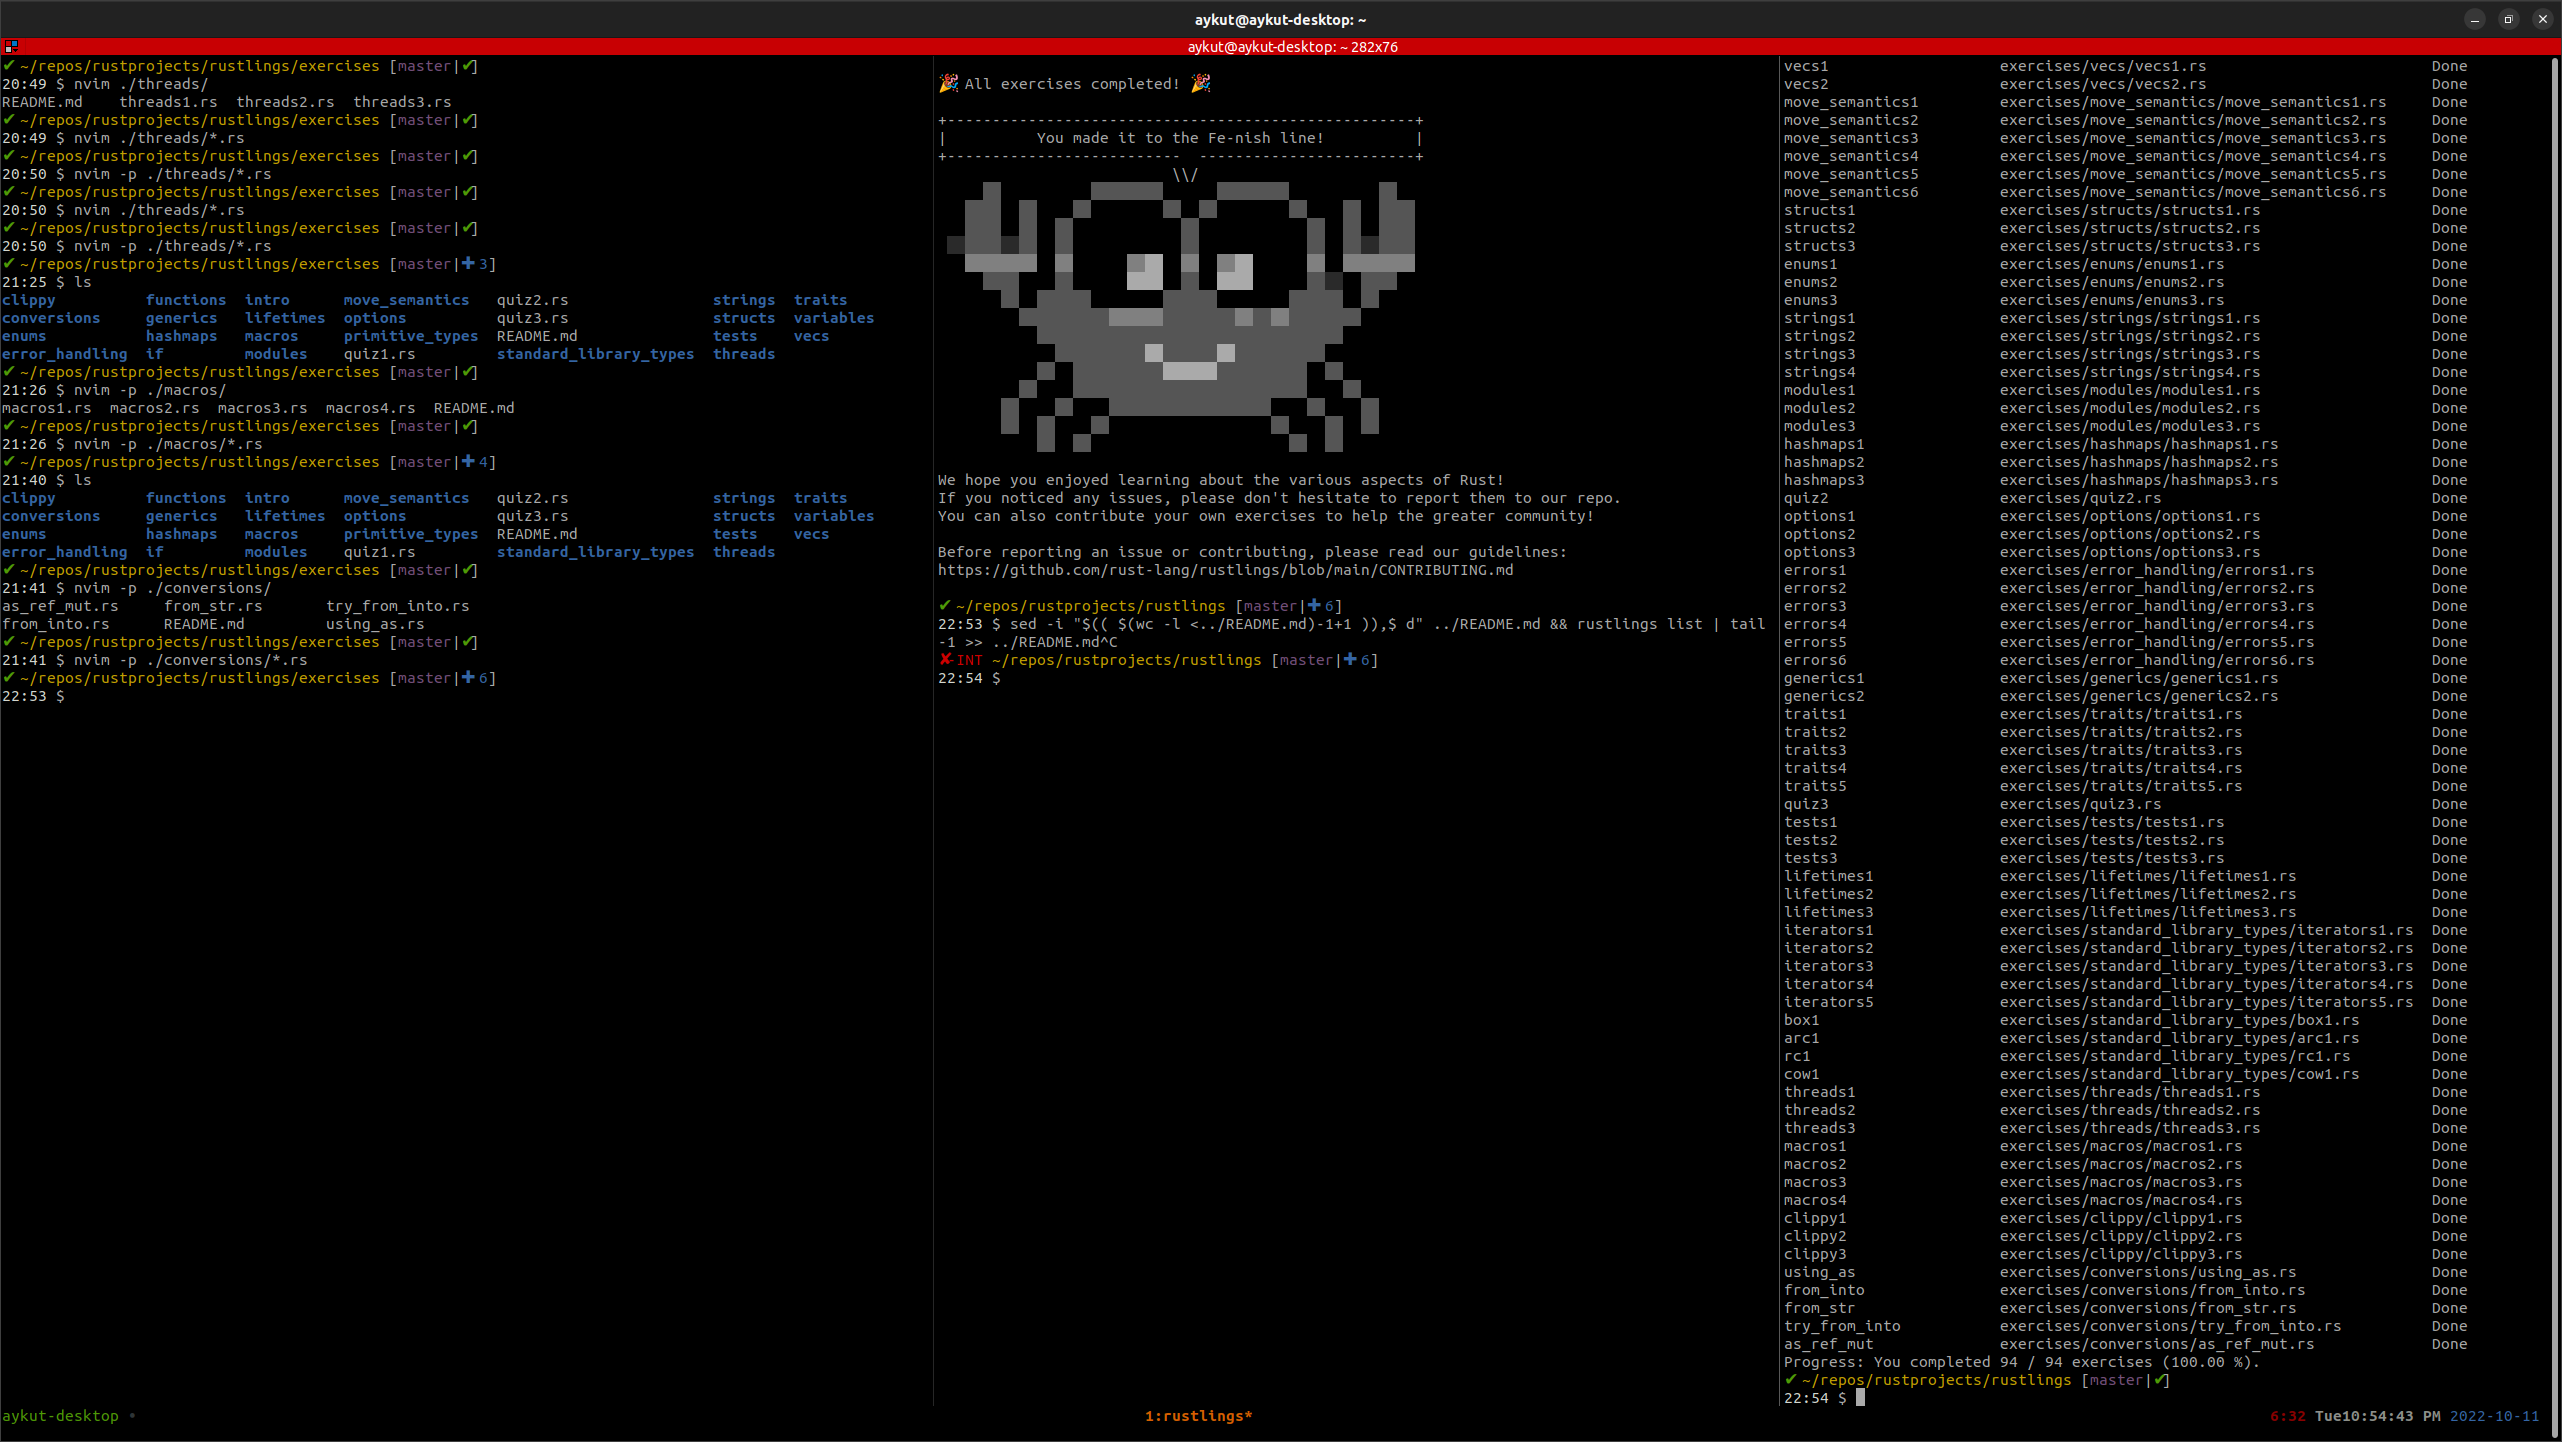 aykut@aykut-desktop: ~
aykut@aykut-desktop: ~ 282x76
✔ ~/repos/rustprojects/rustlings/exercises [master|✔]
20:49 $ nvim ./threads/
README.md    threads1.rs  threads2.rs  threads3.rs
✔ ~/repos/rustprojects/rustlings/exercises [master|✔]
20:49 $ nvim ./threads/*.rs
✔ ~/repos/rustprojects/rustlings/exercises [master|✔]
20:50 $ nvim -p ./threads/*.rs
✔ ~/repos/rustprojects/rustlings/exercises [master|✔]
20:50 $ nvim ./threads/*.rs
✔ ~/repos/rustprojects/rustlings/exercises [master|✔]
20:50 $ nvim -p ./threads/*.rs
✔ ~/repos/rustprojects/rustlings/exercises [master|✚ 3]
21:25 $ ls
clippy          functions  intro      move_semantics   quiz2.rs                strings  traits
conversions     generics   lifetimes  options          quiz3.rs                structs  variables
enums           hashmaps   macros     primitive_types  README.md               tests    vecs
error_handling  if         modules    quiz1.rs         standard_library_types  threads
✔ ~/repos/rustprojects/rustlings/exercises [master|✔]
21:26 $ nvim -p ./macros/
macros1.rs  macros2.rs  macros3.rs  macros4.rs  README.md
✔ ~/repos/rustprojects/rustlings/exercises [master|✔]
21:26 $ nvim -p ./macros/*.rs
✔ ~/repos/rustprojects/rustlings/exercises [master|✚ 4]
21:40 $ ls
clippy          functions  intro      move_semantics   quiz2.rs                strings  traits
conversions     generics   lifetimes  options          quiz3.rs                structs  variables
enums           hashmaps   macros     primitive_types  README.md               tests    vecs
error_handling  if         modules    quiz1.rs         standard_library_types  threads
✔ ~/repos/rustprojects/rustlings/exercises [master|✔]
21:41 $ nvim -p ./conversions/
as_ref_mut.rs     from_str.rs       try_from_into.rs
from_into.rs      README.md         using_as.rs
✔ ~/repos/rustprojects/rustlings/exercises [master|✔]
21:41 $ nvim -p ./conversions/*.rs
✔ ~/repos/rustprojects/rustlings/exercises [master|✚ 6]
22:53 $
🎉 All exercises completed! 🎉
+----------------------------------------------------+
|          You made it to the Fe-nish line!          |
+--------------------------  ------------------------+
\\/
We hope you enjoyed learning about the various aspects of Rust!
If you noticed any issues, please don't hesitate to report them to our repo.
You can also contribute your own exercises to help the greater community!
Before reporting an issue or contributing, please read our guidelines:
https://github.com/rust-lang/rustlings/blob/main/CONTRIBUTING.md
✔ ~/repos/rustprojects/rustlings [master|✚ 6]
22:53 $ sed -i "$(( $(wc -l <../README.md)-1+1 )),$ d" ../README.md && rustlings list | tail
-1 >> ../README.md^C
✘-INT ~/repos/rustprojects/rustlings [master|✚ 6]
22:54 $
vecs1 exercises/vecs/vecs1.rs Done
vecs2 exercises/vecs/vecs2.rs Done
move_semantics1 exercises/move_semantics/move_semantics1.rs Done
move_semantics2 exercises/move_semantics/move_semantics2.rs Done
move_semantics3 exercises/move_semantics/move_semantics3.rs Done
move_semantics4 exercises/move_semantics/move_semantics4.rs Done
move_semantics5 exercises/move_semantics/move_semantics5.rs Done
move_semantics6 exercises/move_semantics/move_semantics6.rs Done
structs1 exercises/structs/structs1.rs Done
structs2 exercises/structs/structs2.rs Done
structs3 exercises/structs/structs3.rs Done
enums1 exercises/enums/enums1.rs Done
enums2 exercises/enums/enums2.rs Done
enums3 exercises/enums/enums3.rs Done
strings1 exercises/strings/strings1.rs Done
strings2 exercises/strings/strings2.rs Done
strings3 exercises/strings/strings3.rs Done
strings4 exercises/strings/strings4.rs Done
modules1 exercises/modules/modules1.rs Done
modules2 exercises/modules/modules2.rs Done
modules3 exercises/modules/modules3.rs Done
hashmaps1 exercises/hashmaps/hashmaps1.rs Done
hashmaps2 exercises/hashmaps/hashmaps2.rs Done
hashmaps3 exercises/hashmaps/hashmaps3.rs Done
quiz2 exercises/quiz2.rs Done
options1 exercises/options/options1.rs Done
options2 exercises/options/options2.rs Done
options3 exercises/options/options3.rs Done
errors1 exercises/error_handling/errors1.rs Done
errors2 exercises/error_handling/errors2.rs Done
errors3 exercises/error_handling/errors3.rs Done
errors4 exercises/error_handling/errors4.rs Done
errors5 exercises/error_handling/errors5.rs Done
errors6 exercises/error_handling/errors6.rs Done
generics1 exercises/generics/generics1.rs Done
generics2 exercises/generics/generics2.rs Done
traits1 exercises/traits/traits1.rs Done
traits2 exercises/traits/traits2.rs Done
traits3 exercises/traits/traits3.rs Done
traits4 exercises/traits/traits4.rs Done
traits5 exercises/traits/traits5.rs Done
quiz3 exercises/quiz3.rs Done
tests1 exercises/tests/tests1.rs Done
tests2 exercises/tests/tests2.rs Done
tests3 exercises/tests/tests3.rs Done
lifetimes1 exercises/lifetimes/lifetimes1.rs Done
lifetimes2 exercises/lifetimes/lifetimes2.rs Done
lifetimes3 exercises/lifetimes/lifetimes3.rs Done
iterators1 exercises/standard_library_types/iterators1.rs Done
iterators2 exercises/standard_library_types/iterators2.rs Done
iterators3 exercises/standard_library_types/iterators3.rs Done
iterators4 exercises/standard_library_types/iterators4.rs Done
iterators5 exercises/standard_library_types/iterators5.rs Done
box1 exercises/standard_library_types/box1.rs Done
arc1 exercises/standard_library_types/arc1.rs Done
rc1 exercises/standard_library_types/rc1.rs Done
cow1 exercises/standard_library_types/cow1.rs Done
threads1 exercises/threads/threads1.rs Done
threads2 exercises/threads/threads2.rs Done
threads3 exercises/threads/threads3.rs Done
macros1 exercises/macros/macros1.rs Done
macros2 exercises/macros/macros2.rs Done
macros3 exercises/macros/macros3.rs Done
macros4 exercises/macros/macros4.rs Done
clippy1 exercises/clippy/clippy1.rs Done
clippy2 exercises/clippy/clippy2.rs Done
clippy3 exercises/clippy/clippy3.rs Done
using_as exercises/conversions/using_as.rs Done
from_into exercises/conversions/from_into.rs Done
from_str exercises/conversions/from_str.rs Done
try_from_into exercises/conversions/try_from_into.rs Done
as_ref_mut exercises/conversions/as_ref_mut.rs Done
Progress: You completed 94 / 94 exercises (100.00 %).
✔ ~/repos/rustprojects/rustlings [master|✔]
22:54 $
aykut-desktop • 1:rustlings* 6:32 Tue10:54:43 PM 2022-10-11